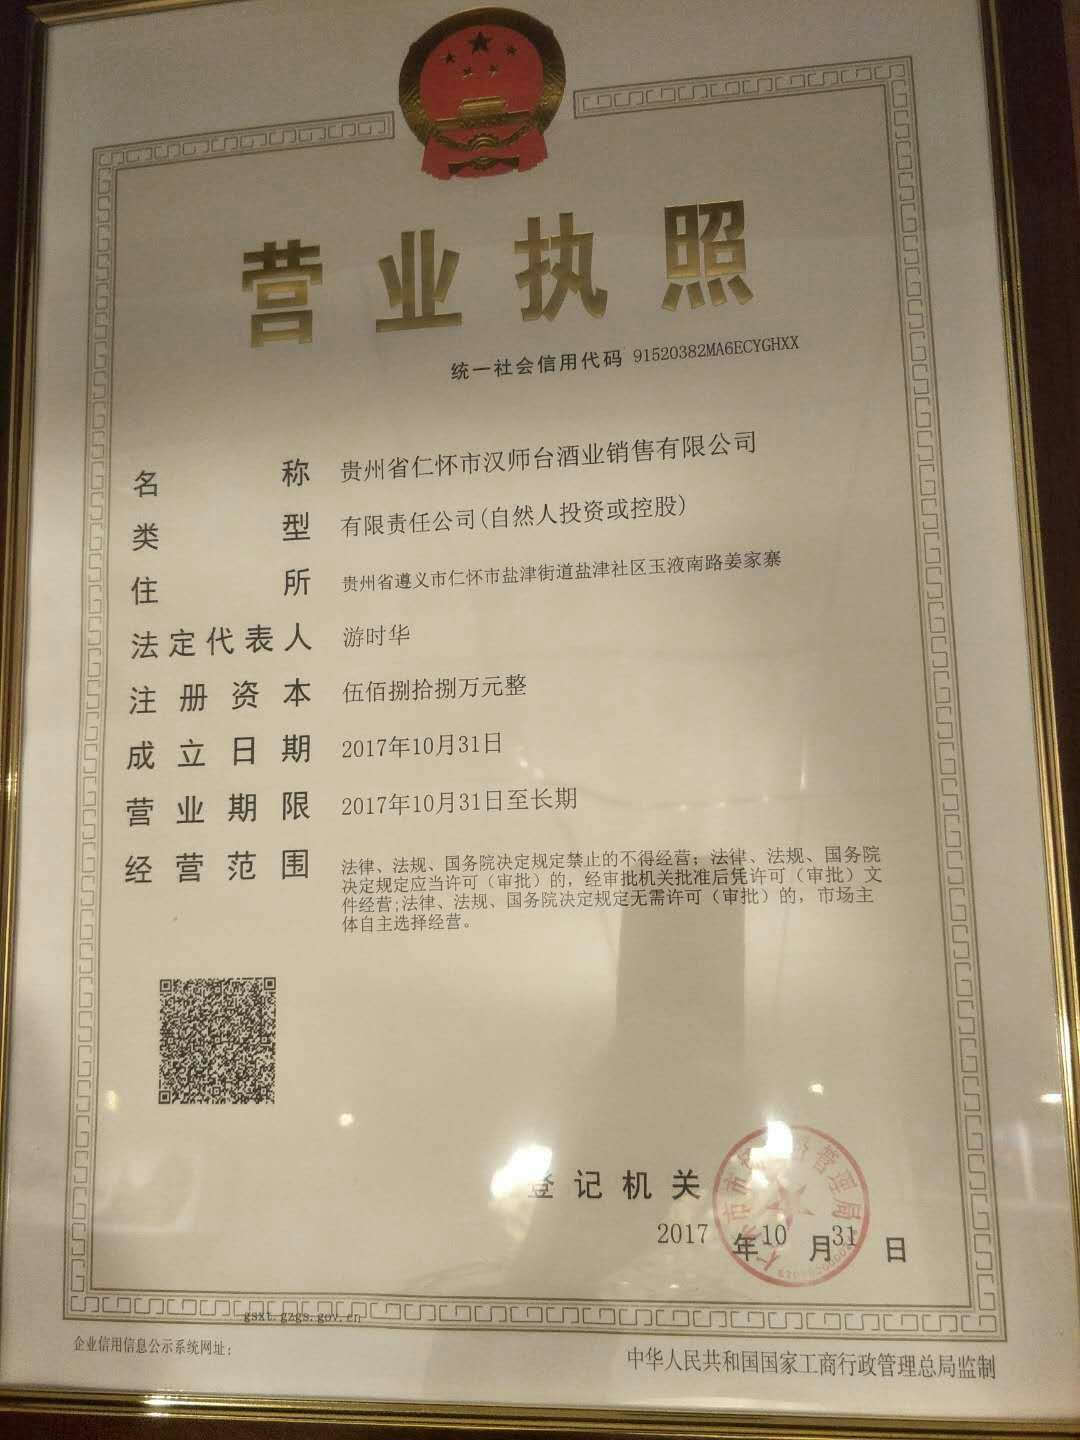 营业执照
统一社会信用代码 91520382MA6ECYGHXX
名称 贵州省仁怀市汉师台酒业销售有限公司
类型 有限责任公司(自然人投资或控股)
住所 贵州省遵义市仁怀市盐津街道盐津社区玉液南路姜家寨
法定代表人 游时华
注册资本 伍佰捌拾捌万元整
成立日期 2017年10月31日
营业期限 2017年10月31日至长期
经营范围 法律、法规、国务院决定规定禁止的不得经营；法律、法规、国务院
决定规定应当许可（审批）的，经审批机关批准后凭许可（审批）文
件经营;法律、法规、国务院决定规定无需许可（审批）的，市场主
体自主选择经营。
登记机关
2017年10月31日
gsxt.gzgs.gov.cn
企业信用信息公示系统网址:
中华人民共和国国家工商行政管理总局监制